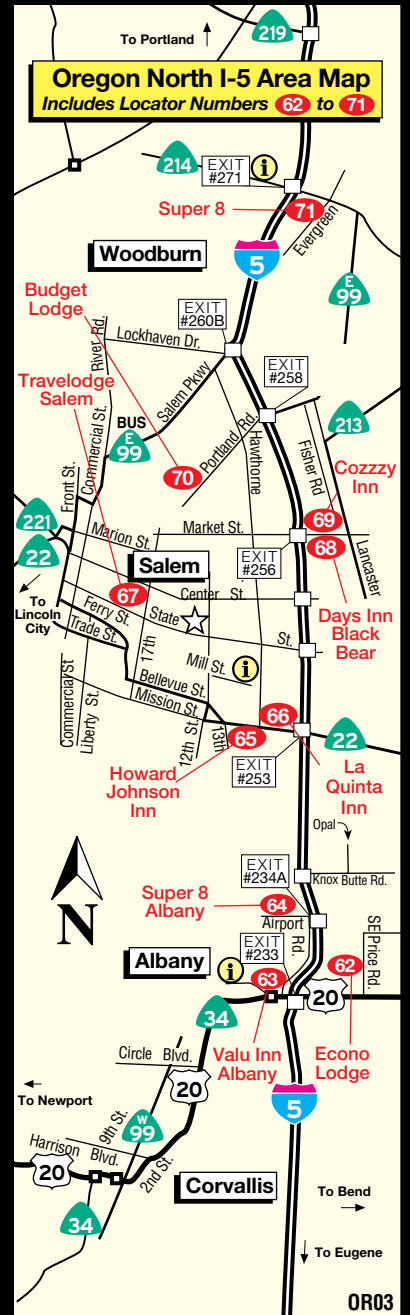 To Portland
219
Oregon North I-5 Area Map
Includes Locator Numbers 62 to 71
214
EXIT
#271
i
Super 8
71
Evergreen
Woodburn
5
E
99
Budget
Lodge
EXIT
#260B
River Rd.
Lockhaven Dr.
Travelodge
Salem
Commercial St.
Salem Pkwy
EXIT
#258
BUS
E
99
Portland Rd.
Hawthorne
Fisher Rd
213
Front St.
70
Cozzzy
Inn
221
Marion St.
Market St.
69
22
Salem
EXIT
#256
68
Lancaster
67
Center St.
To
Lincoln
City
Ferry St.
State
St.
Days Inn
Black
Bear
Trade St.
17th
Mill St.
i
Bellevue St.
Commercial St
Liberty St.
Mission St.
12th St.
13th
66
65
22
EXIT
#253
Howard
Johnson
Inn
La
Quinta
Inn
Opal
N
EXIT
#234A
Knox Butte Rd.
Super 8
Albany
64
Airport
Rd.
SE Price Rd.
EXIT
#233
Albany
i
63
62
20
34
Valu Inn
Albany
Econo
Lodge
Circle Blvd.
20
To Newport
9th St.
W
99
5
Harrison Blvd.
20
2nd St.
Corvallis
34
To Bend
To Eugene
OR03